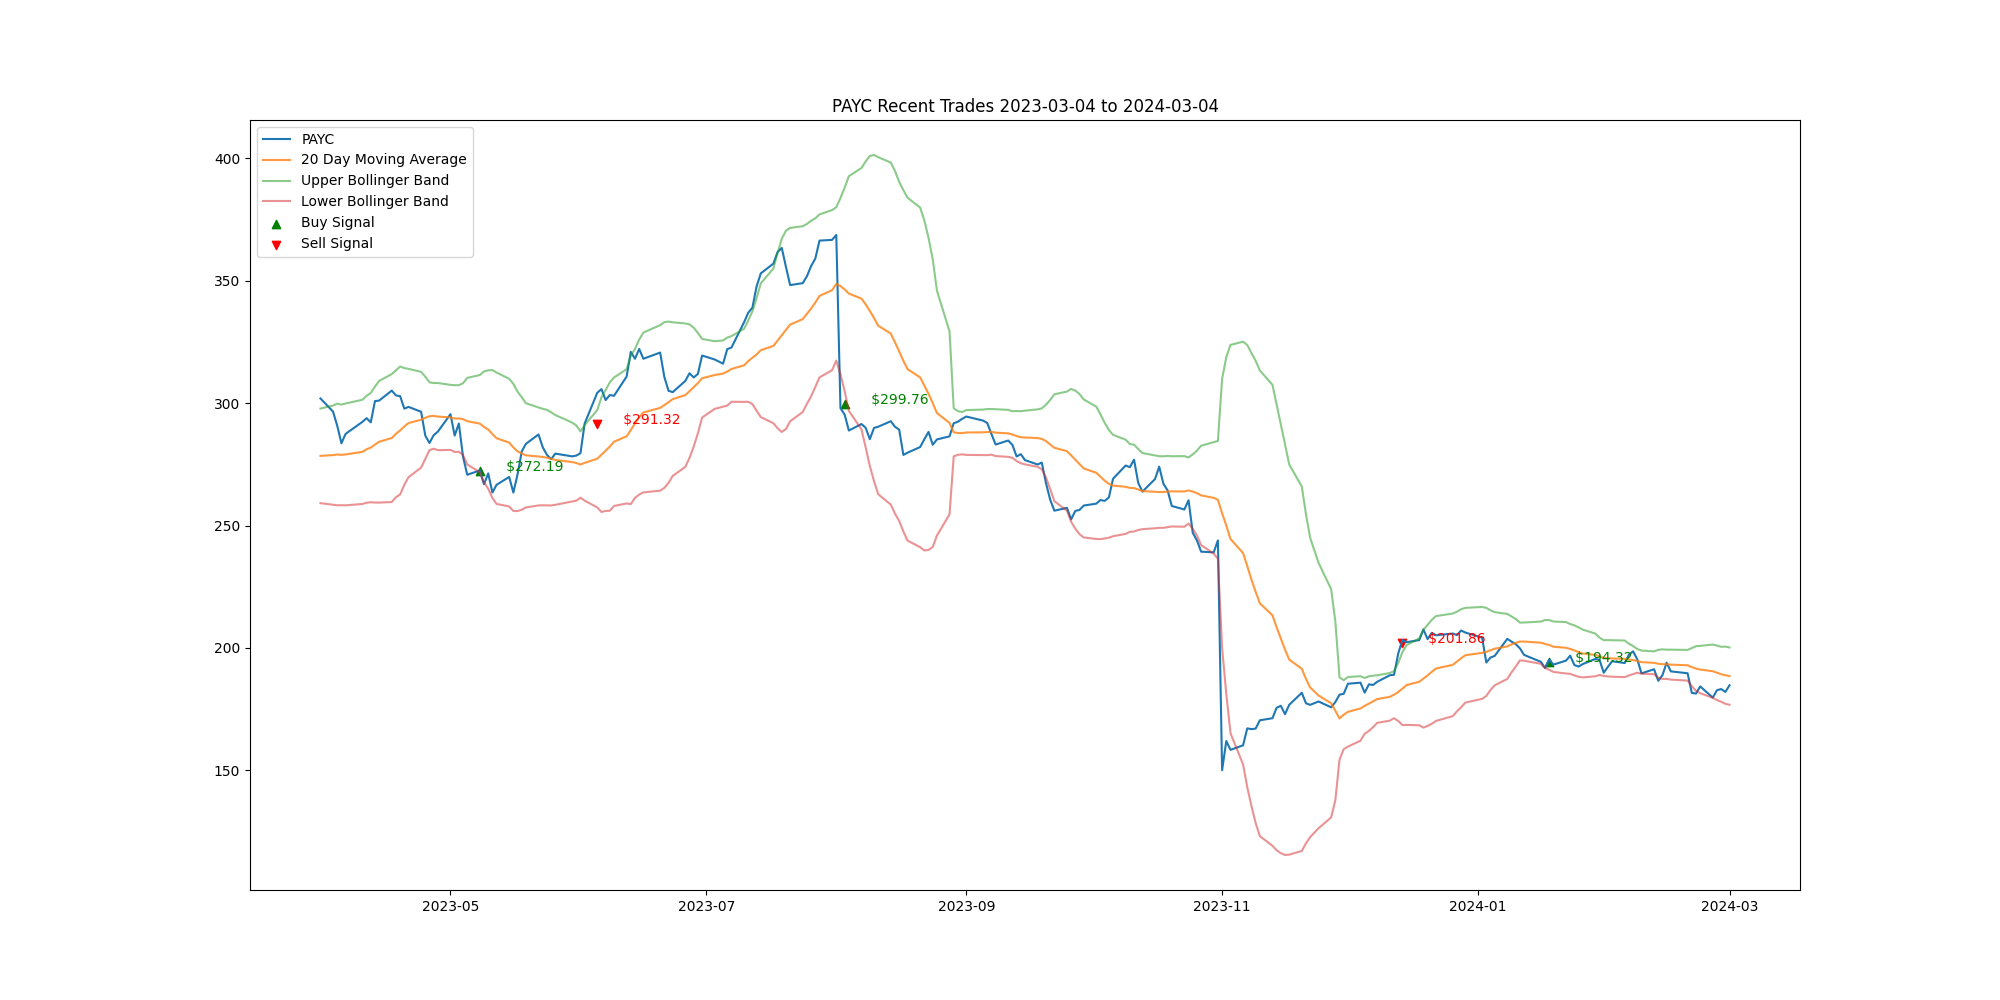 PAYC Recent Trades 2023-03-04 to 2024-03-04
PAYC
20 Day Moving Average
Upper Bollinger Band
Lower Bollinger Band
Buy Signal
Sell Signal
400
350
300
250
200
150
$272.19
$291.32
$299.76
$201.86
$194.32
2023-05
2023-07
2023-09
2023-11
2024-01
2024-03